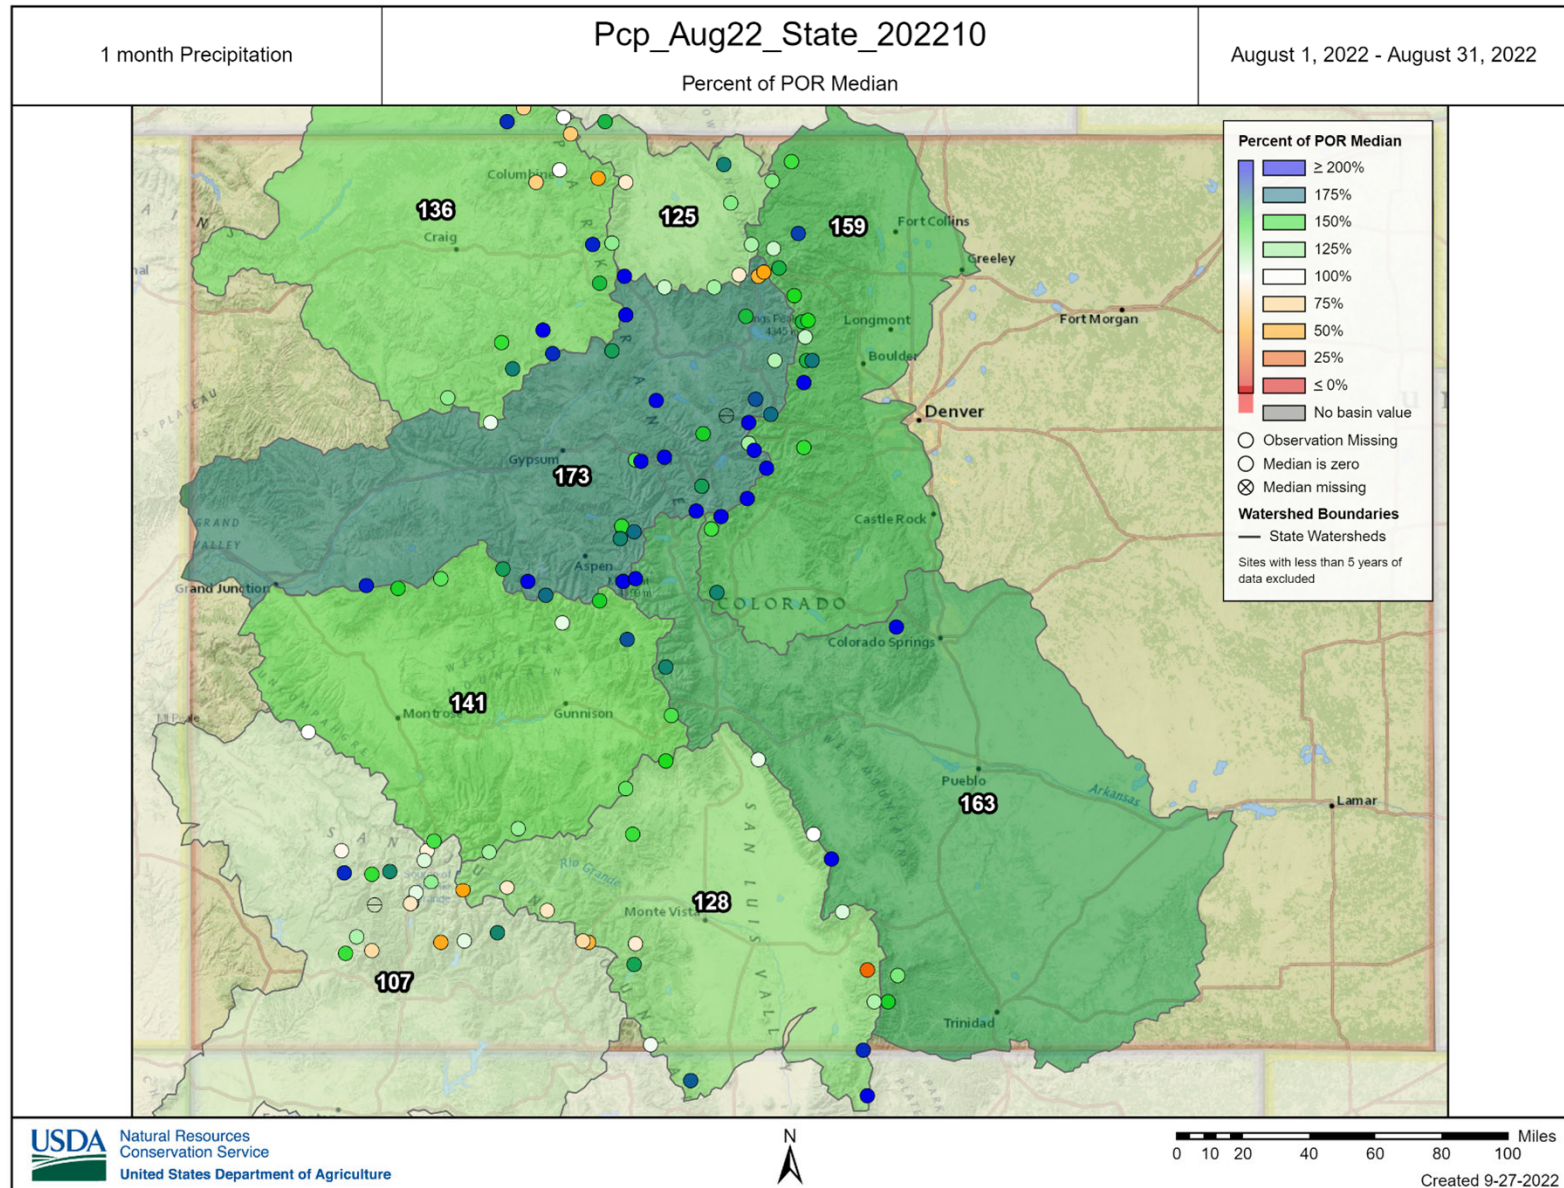 1 month Precipitation
Pcp_Aug22_State_202210
Percent of POR Median
August 1, 2022 - August 31, 2022
Percent of POR Median
≥ 200%
175%
150%
125%
100%
75%
50%
25%
≤ 0%
No basin value
Observation Missing
Median is zero
Median missing
Watershed Boundaries
State Watersheds
Sites with less than 5 years of
data excluded
Columbine
136
125
159
Fort Collins
Craig
Greeley
Longmont
Fort Morgan
Boulder
Denver
PLATEAU
Gypsum
173
GRAND
VALLEY
Castle Rock
Aspen
Grand Junction
COLORADO
Colorado Springs
141
Montrose
Gunnison
Pueblo
163
Arkansas
Lamar
Rio Grande
SAN LUIS VALLEY
128
Monte Vista
107
Trinidad
USDA
Natural Resources
Conservation Service
United States Department of Agriculture
N
Miles
0 10 20 40 60 80 100
Created 9-27-2022